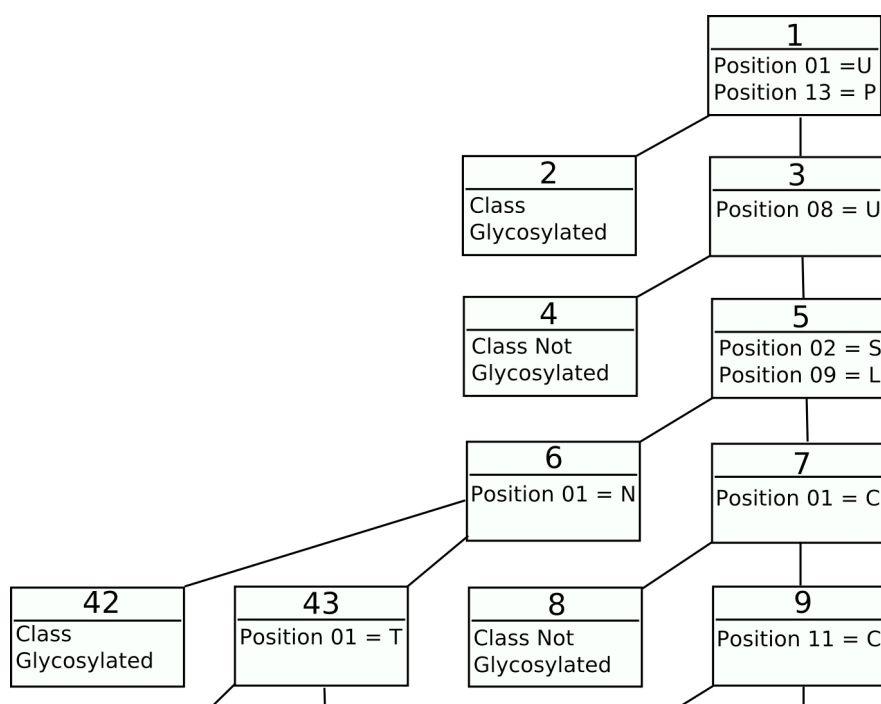 1
Position 01 =U
Position 13 = P
2
Class
Glycosylated
3
Position 08 = U
4
Class Not
Glycosylated
5
Position 02 = S
Position 09 = L
6
Position 01 = N
7
Position 01 = C
42
Class
Glycosylated
43
Position 01 = T
8
Class Not
Glycosylated
9
Position 11 = C